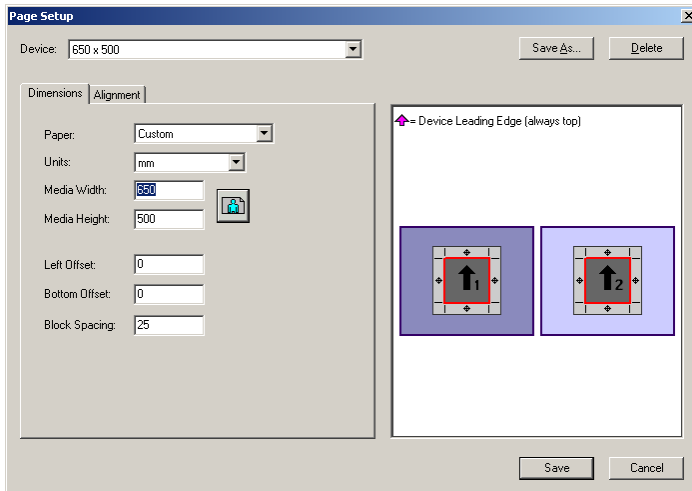 Page Setup
Device: 650 x 500 Save As... Delete
Dimensions Alignment
Paper: Custom
Units: mm
Media Width: 650
Media Height: 500
Left Offset: 0
Bottom Offset: 0
Block Spacing: 25
= Device Leading Edge (always top)
1 2
Save Cancel